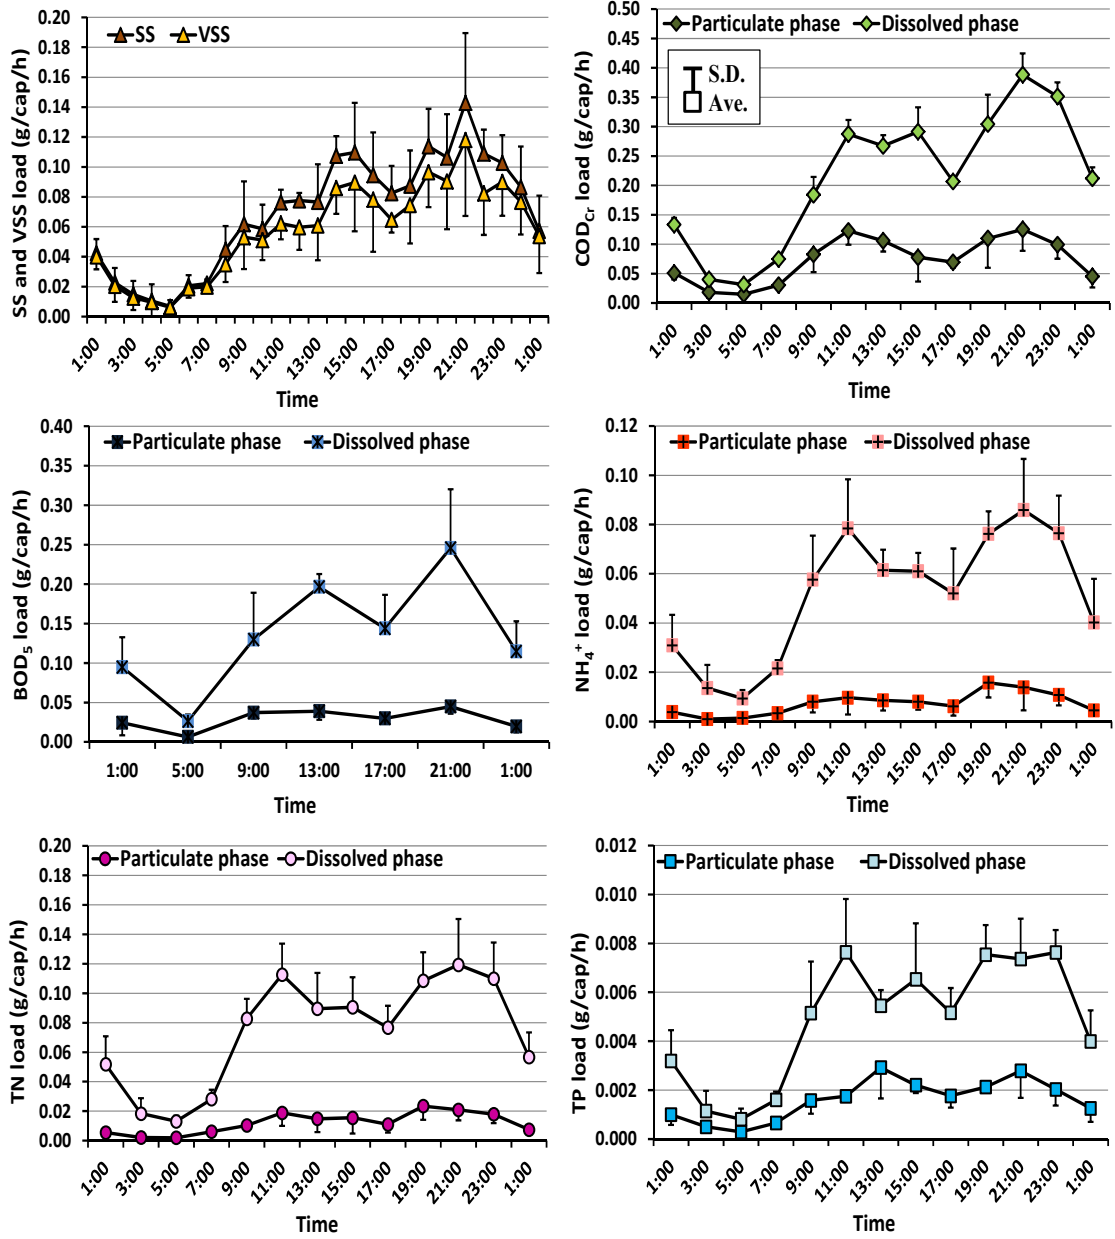 SS VSS
SS and VSS load (g/cap/h)
0.20
0.18
0.16
0.14
0.12
0.10
0.08
0.06
0.04
0.02
0.00
1:00 3:00 5:00 7:00 9:00 11:00 13:00 15:00 17:00 19:00 21:00 23:00 1:00
Time
Particulate phase Dissolved phase
S.D.
Ave.
COD_Cr load (g/cap/h)
0.50
0.45
0.40
0.35
0.30
0.25
0.20
0.15
0.10
0.05
0.00
1:00 3:00 5:00 7:00 9:00 11:00 13:00 15:00 17:00 19:00 21:00 23:00 1:00
Time
Particulate phase Dissolved phase
BOD₅ load (g/cap/h)
0.40
0.35
0.30
0.25
0.20
0.15
0.10
0.05
0.00
1:00 5:00 9:00 13:00 17:00 21:00 1:00
Time
Particulate phase Dissolved phase
NH₄⁺ load (g/cap/h)
0.12
0.10
0.08
0.06
0.04
0.02
0.00
1:00 3:00 5:00 7:00 9:00 11:00 13:00 15:00 17:00 19:00 21:00 23:00 1:00
Time
Particulate phase Dissolved phase
TN load (g/cap/h)
0.20
0.18
0.16
0.14
0.12
0.10
0.08
0.06
0.04
0.02
0.00
1:00 3:00 5:00 7:00 9:00 11:00 13:00 15:00 17:00 19:00 21:00 23:00 1:00
Time
Particulate phase Dissolved phase
TP load (g/cap/h)
0.012
0.010
0.008
0.006
0.004
0.002
0.000
1:00 3:00 5:00 7:00 9:00 11:00 13:00 15:00 17:00 19:00 21:00 23:00 1:00
Time